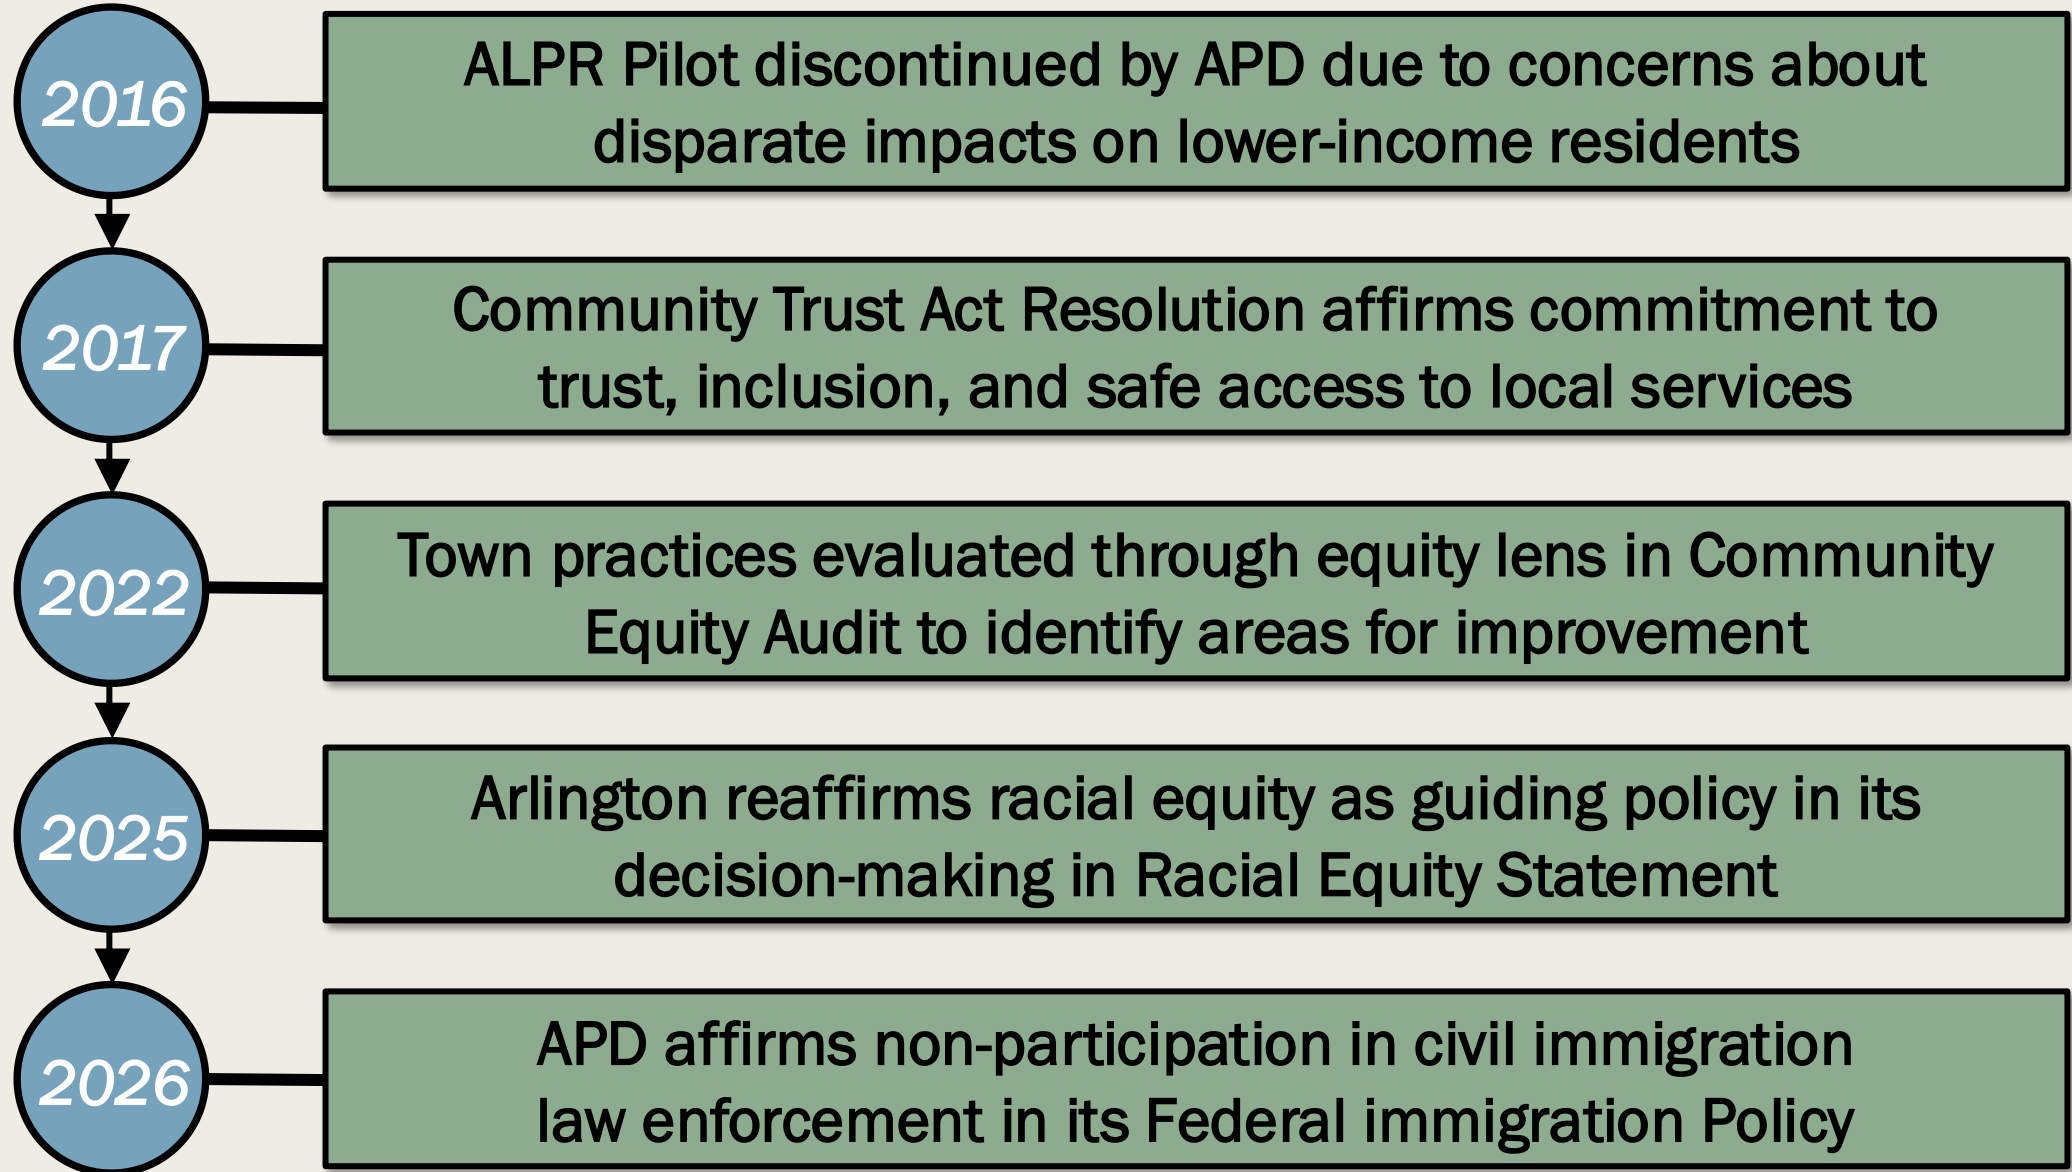 2016
ALPR Pilot discontinued by APD due to concerns about
disparate impacts on lower-income residents
2017
Community Trust Act Resolution affirms commitment to
trust, inclusion, and safe access to local services
2022
Town practices evaluated through equity lens in Community
Equity Audit to identify areas for improvement
2025
Arlington reaffirms racial equity as guiding policy in its
decision-making in Racial Equity Statement
2026
APD affirms non-participation in civil immigration
law enforcement in its Federal immigration Policy